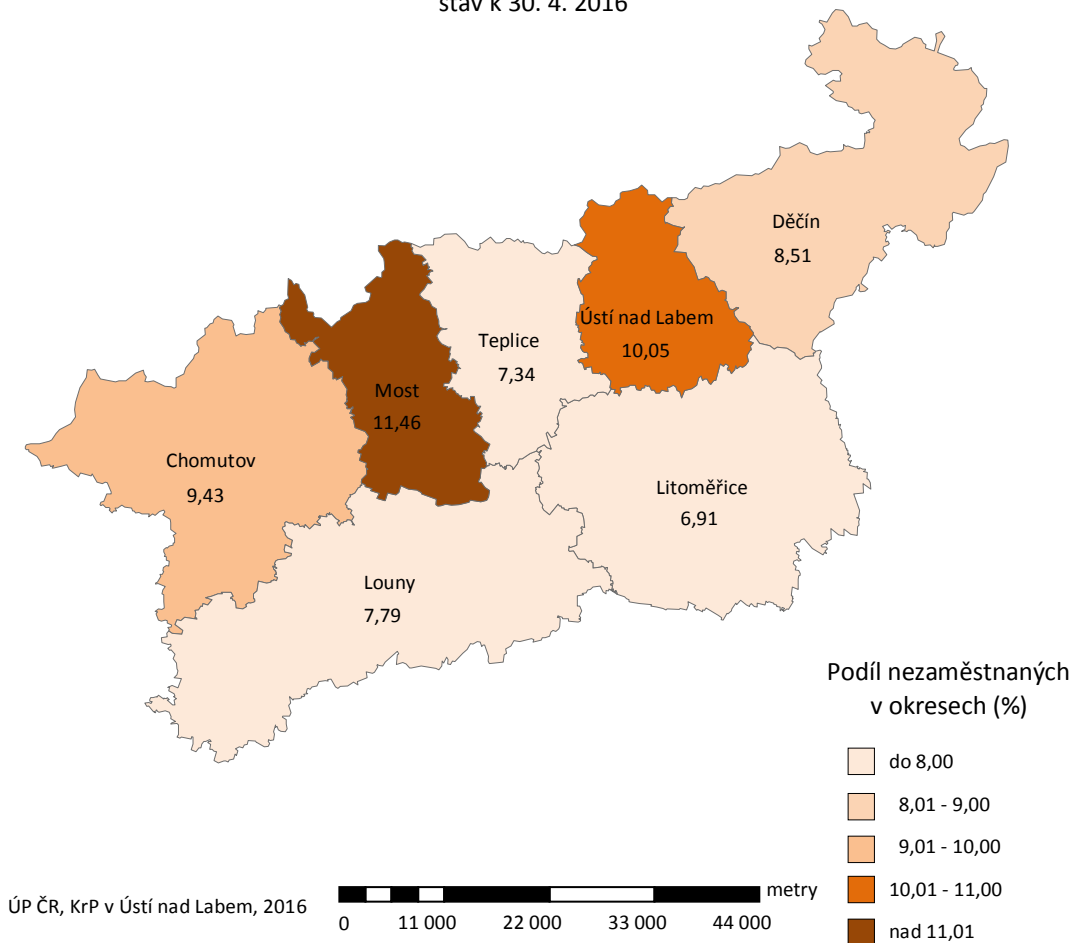 stav k 30. 4. 2016
Děčín
8,51
Ústí nad Labem
10,05
Teplice
7,34
Most
11,46
Chomutov
9,43
Litoměřice
6,91
Louny
7,79
Podíl nezaměstnaných
v okresech (%)
do 8,00
8,01 - 9,00
9,01 - 10,00
10,01 - 11,00
nad 11,01
ÚP ČR, KrP v Ústí nad Labem, 2016
metry
0 11 000 22 000 33 000 44 000